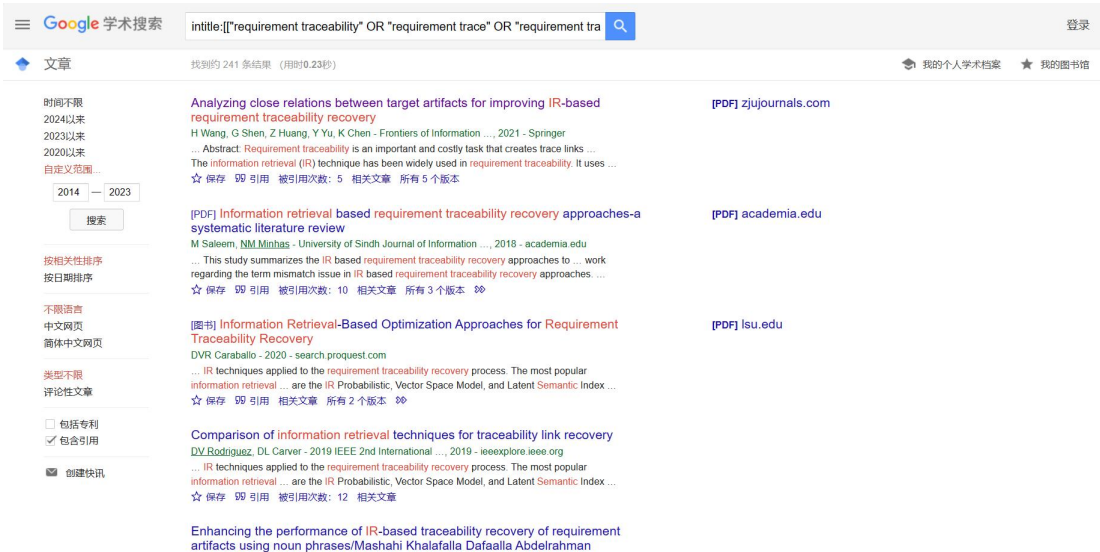 Google 学术搜索
intitle:[["requirement traceability" OR "requirement trace" OR "requirement tra
登录
文章
找到约 241 条结果 (用时0.23秒)
我的个人学术档案
我的图书馆
时间不限
2024以来
2023以来
2020以来
自定义范围...
2014 — 2023
搜索
按相关性排序
按日期排序
不限语言
中文网页
简体中文网页
类型不限
评论性文章
包括专利
包含引用
创建快讯
Analyzing close relations between target artifacts for improving IR-based
requirement traceability recovery
H Wang, G Shen, Z Huang, Y Yu, K Chen - Frontiers of Information ..., 2021 - Springer
... Abstract: Requirement traceability is an important and costly task that creates trace links ...
The information retrieval (IR) technique has been widely used in requirement traceability. It uses ...
保存 引用 被引用次数：5 相关文章 所有 5 个版本
[PDF] zjujournals.com
[PDF] Information retrieval based requirement traceability recovery approaches-a
systematic literature review
M Saleem, NM Minhas - University of Sindh Journal of Information ..., 2018 - academia.edu
... This study summarizes the IR based requirement traceability recovery approaches to ... work
regarding the term mismatch issue in IR based requirement traceability recovery approaches. ...
保存 引用 被引用次数：10 相关文章 所有 3 个版本
[PDF] academia.edu
[图书] Information Retrieval-Based Optimization Approaches for Requirement
Traceability Recovery
DVR Caraballo - 2020 - search.proquest.com
... IR techniques applied to the requirement traceability recovery process. The most popular
information retrieval ... are the IR Probabilistic, Vector Space Model, and Latent Semantic Index ...
保存 引用 相关文章 所有 2 个版本
[PDF] lsu.edu
Comparison of information retrieval techniques for traceability link recovery
DV Rodriguez, DL Carver - 2019 IEEE 2nd International ..., 2019 - ieeexplore.ieee.org
... IR techniques applied to the requirement traceability recovery process. The most popular
information retrieval ... are the IR Probabilistic, Vector Space Model, and Latent Semantic Index ...
保存 引用 被引用次数：12 相关文章
Enhancing the performance of IR-based traceability recovery of requirement
artifacts using noun phrases/Mashahi Khalafalla Dafaalla Abdelrahman